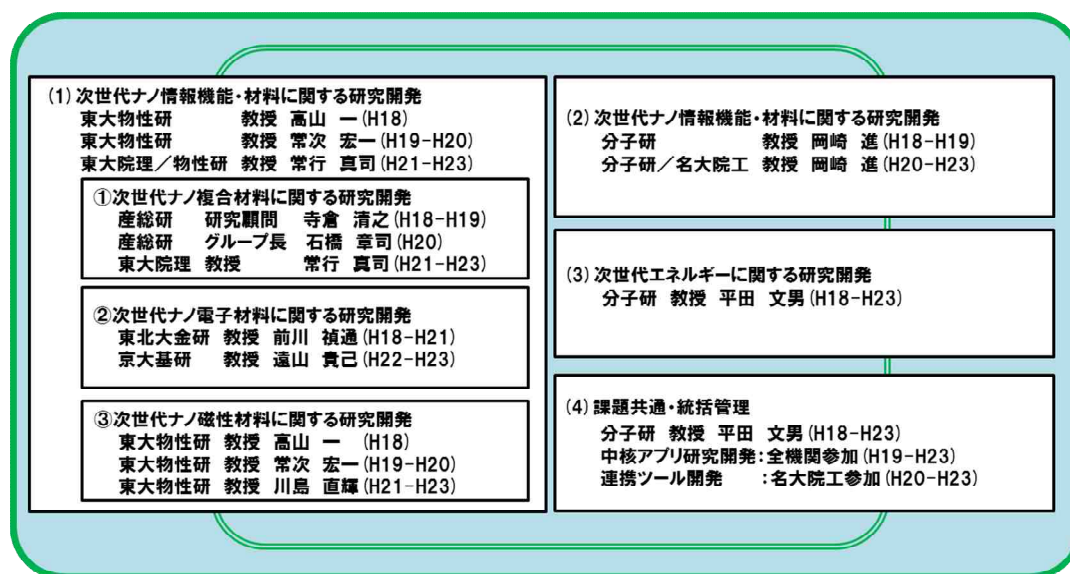 (1) 次世代ナノ情報機能・材料に関する研究開発
東大物性研 教授 高山 一 (H18)
東大物性研 教授 常次 宏一 (H19-H20)
東大院理/物性研 教授 常行 真司 (H21-H23)
①次世代ナノ複合材料に関する研究開発
産総研 研究顧問 寺倉 清之 (H18-H19)
産総研 グループ長 石橋 章司 (H20)
東大院理 教授 常行 真司 (H21-H23)
②次世代ナノ電子材料に関する研究開発
東北大金研 教授 前川 禎通 (H18-H21)
京大基研 教授 遠山 貴己 (H22-H23)
③次世代ナノ磁性材料に関する研究開発
東大物性研 教授 高山 一 (H18)
東大物性研 教授 常次 宏一 (H19-H20)
東大物性研 教授 川島 直輝 (H21-H23)
(2) 次世代ナノ情報機能・材料に関する研究開発
分子研 教授 岡崎 進 (H18-H19)
分子研/名大院工 教授 岡崎 進 (H20-H23)
(3) 次世代エネルギーに関する研究開発
分子研 教授 平田 文男 (H18-H23)
(4) 課題共通・統括管理
分子研 教授 平田 文男 (H18-H23)
中核アプリ研究開発:全機関参加 (H19-H23)
連携ツール開発 :名大院工参加 (H20-H23)